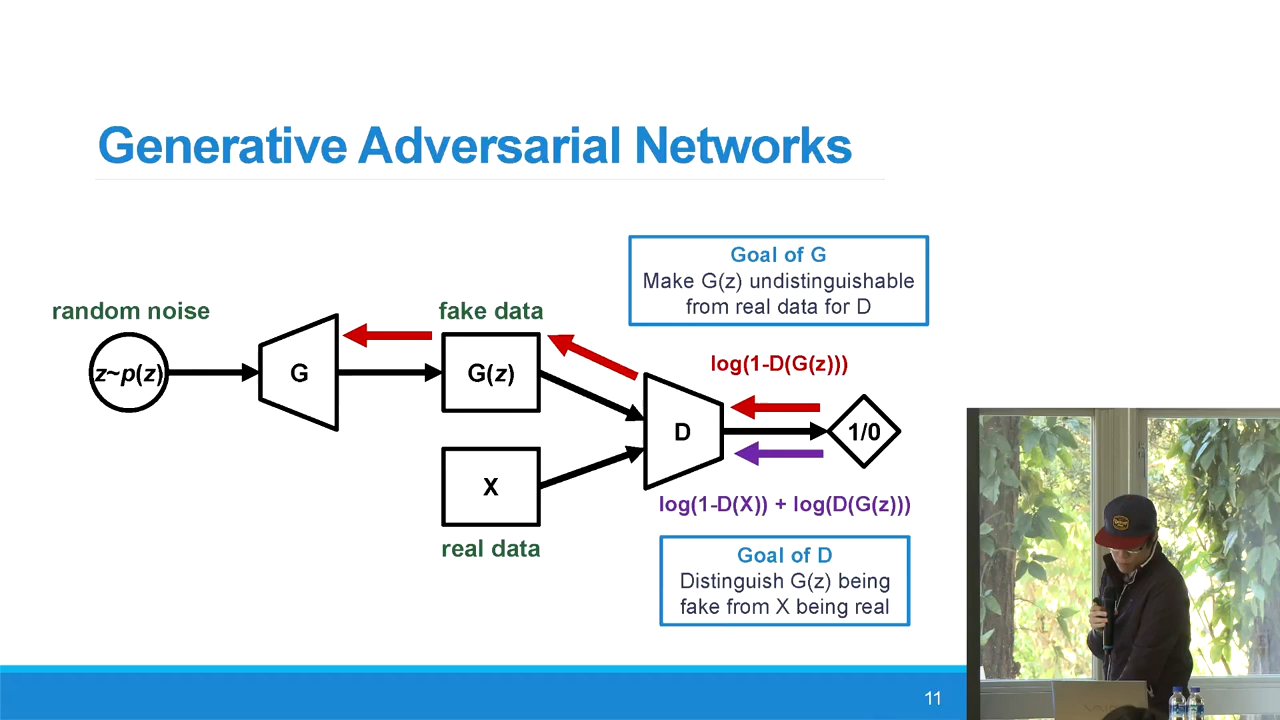 Generative Adversarial Networks
Goal of G
Make G(z) undistinguishable
from real data for D
random noise
fake data
log(1-D(G(z)))
z~p(z)
G
G(z)
D
1/0
X
log(1-D(X)) + log(D(G(z)))
real data
Goal of D
Distinguish G(z) being
fake from X being real
11